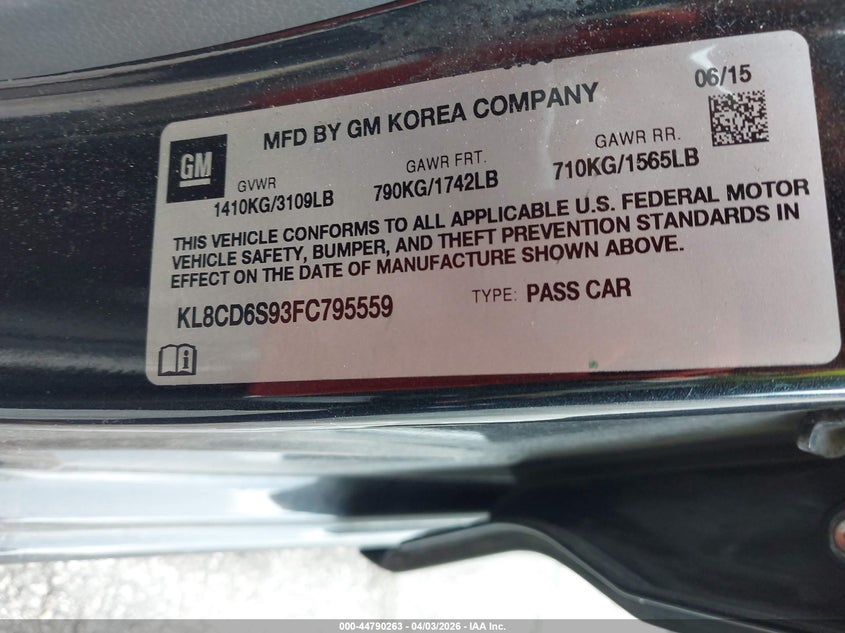 06/15
MFD BY GM KOREA COMPANY
GM
GVWR GAWR FRT. GAWR RR.
1410KG/3109LB 790KG/1742LB 710KG/1565LB
THIS VEHICLE CONFORMS TO ALL APPLICABLE U.S. FEDERAL MOTOR
VEHICLE SAFETY, BUMPER, AND THEFT PREVENTION STANDARDS IN
EFFECT ON THE DATE OF MANUFACTURE SHOWN ABOVE.
KL8CD6S93FC795559 TYPE: PASS CAR
000-44790263 - 04/03/2026 - IAA Inc.